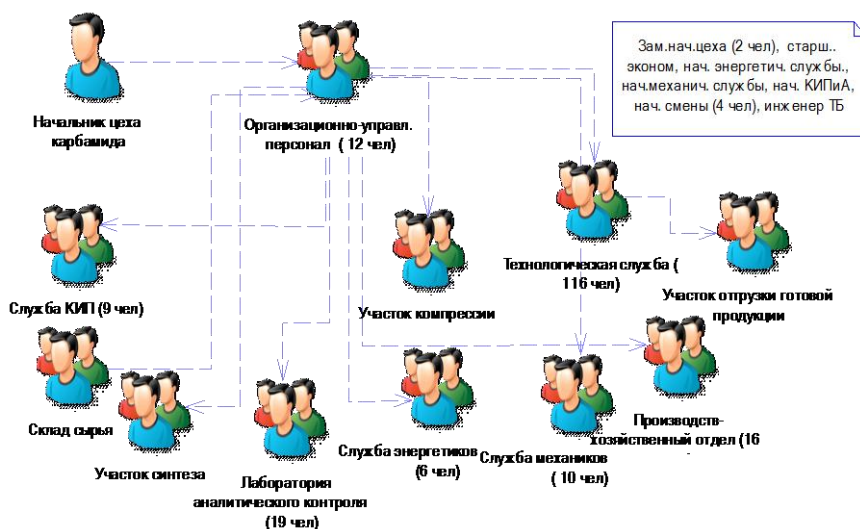 Зам.нач.цеха (2 чел), старш..
эконом, нач. энергетич. службы.,
нач.механич. службы, нач. КИПиА,
нач. смены (4 чел), инженер ТБ
Начальник цеха
карбамида
Организационно-управл.
персонал ( 12 чел)
Служба КИП (9 чел)
Участок компрессии
Технологическая служба (
116 чел)
Участок отрузки готовой
продукции
Склад сырья
Участок синтеза
Лаборатория
аналитического контроля
(19 чел)
Служба энергетиков
(6 чел)
Служба механиков
( 10 чел)
Производств-
хозяйственный отдел (16